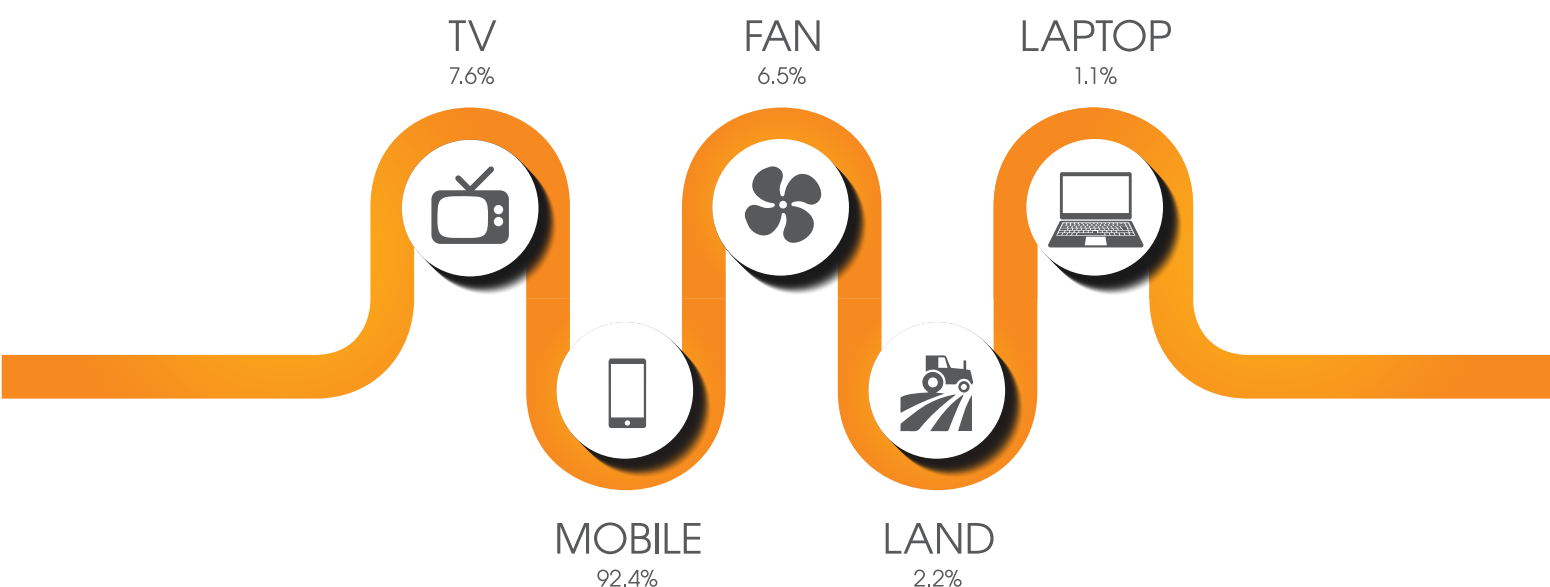 TV
7.6%
FAN
6.5%
LAPTOP
1.1%
MOBILE
92.4%
LAND
2.2%